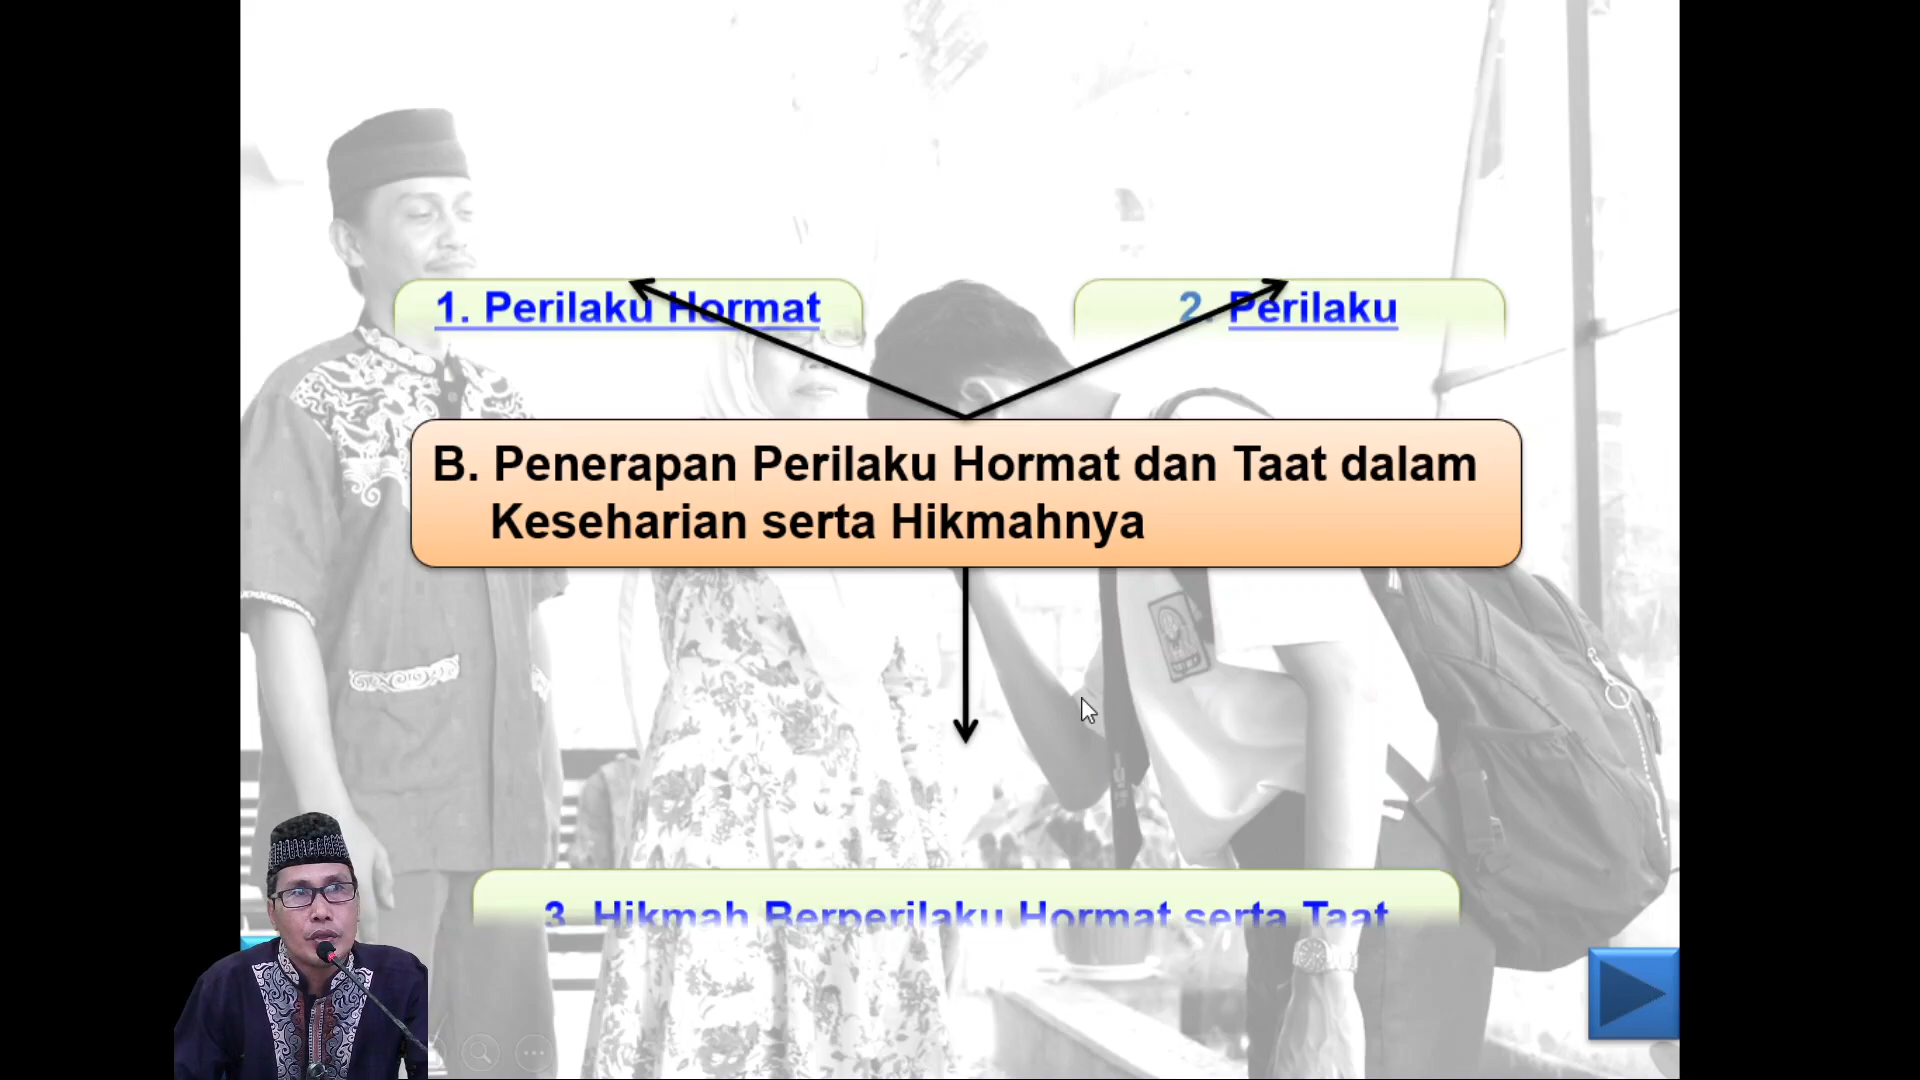 1. Perilaku Hormat
2. Perilaku
B. Penerapan Perilaku Hormat dan Taat dalam
Keseharian serta Hikmahnya
3. Hikmah Berperilaku Hormat serta Taat